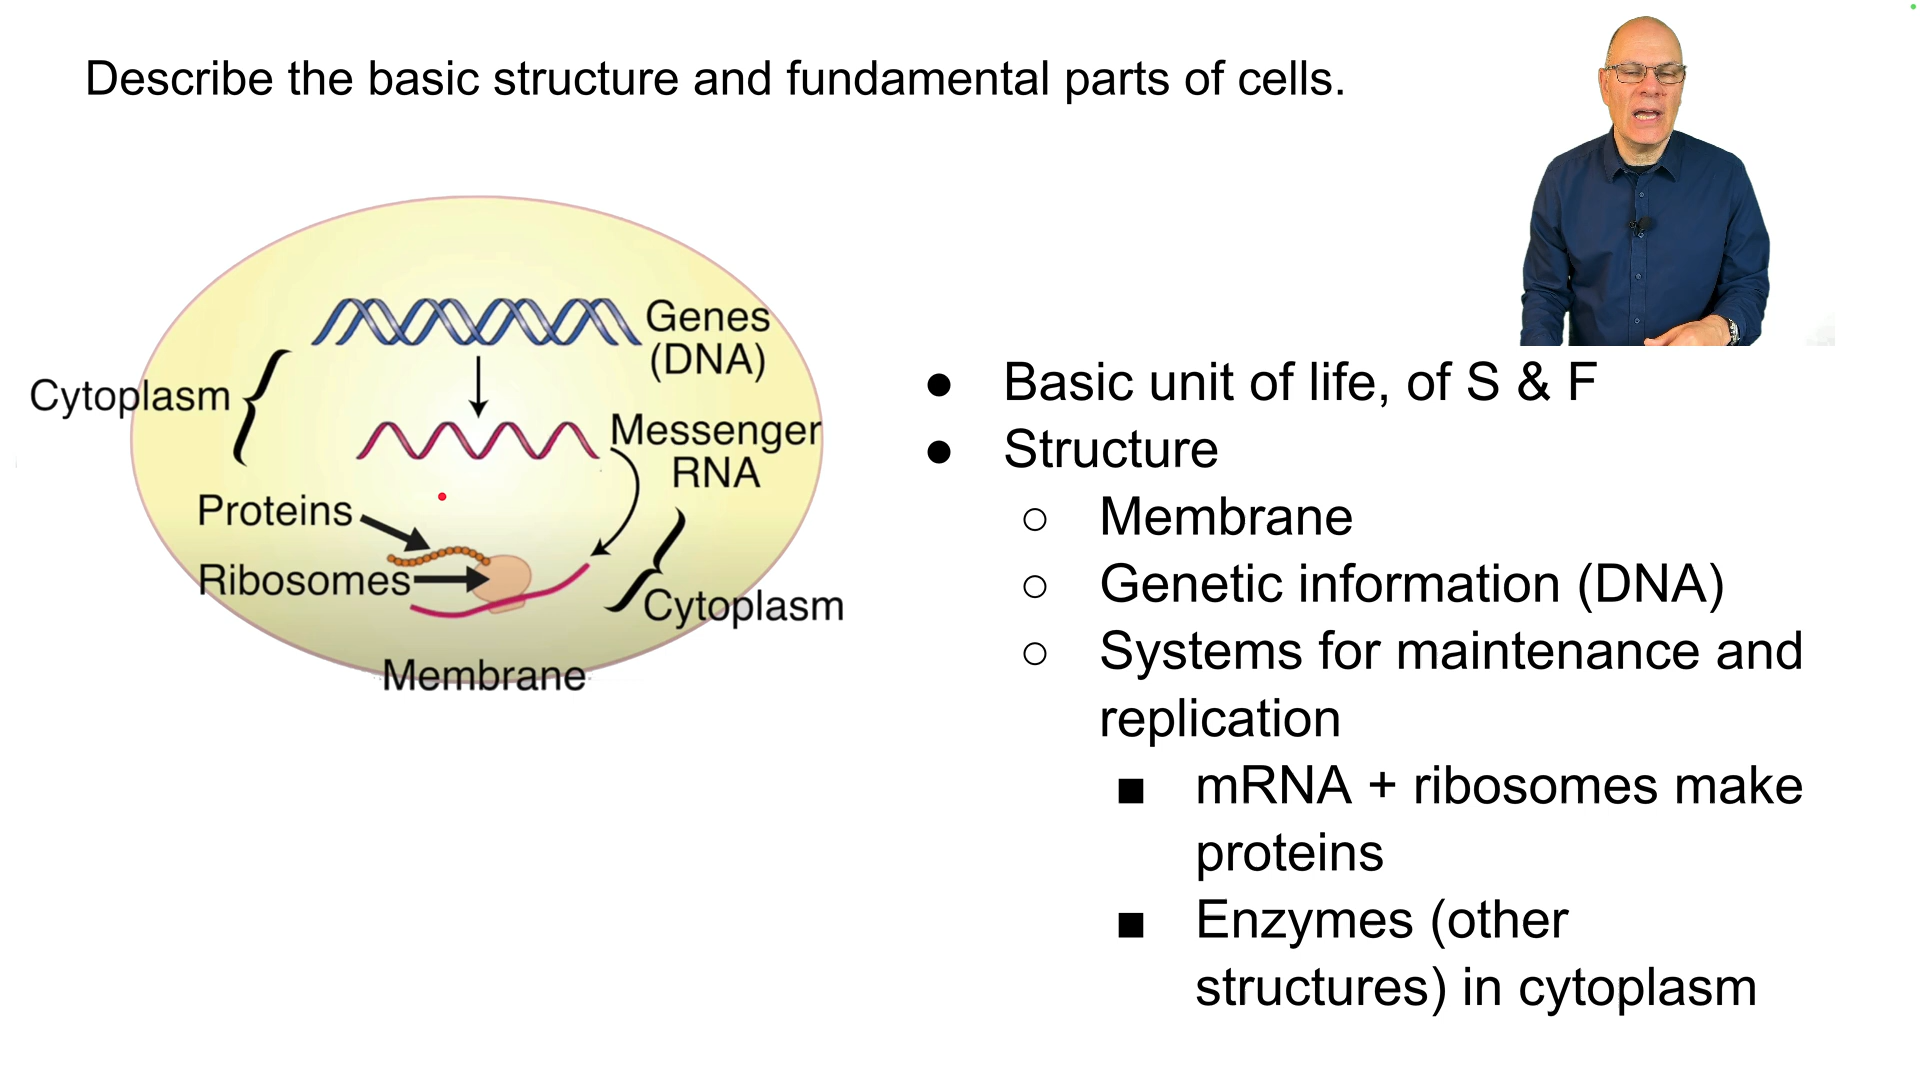 Describe the basic structure and fundamental parts of cells.
Genes
(DNA)
Cytoplasm
Messenger
RNA
Proteins
Ribosomes
Cytoplasm
Membrane
● Basic unit of life, of S & F
● Structure
○ Membrane
○ Genetic information (DNA)
○ Systems for maintenance and
replication
■ mRNA + ribosomes make
proteins
■ Enzymes (other
structures) in cytoplasm